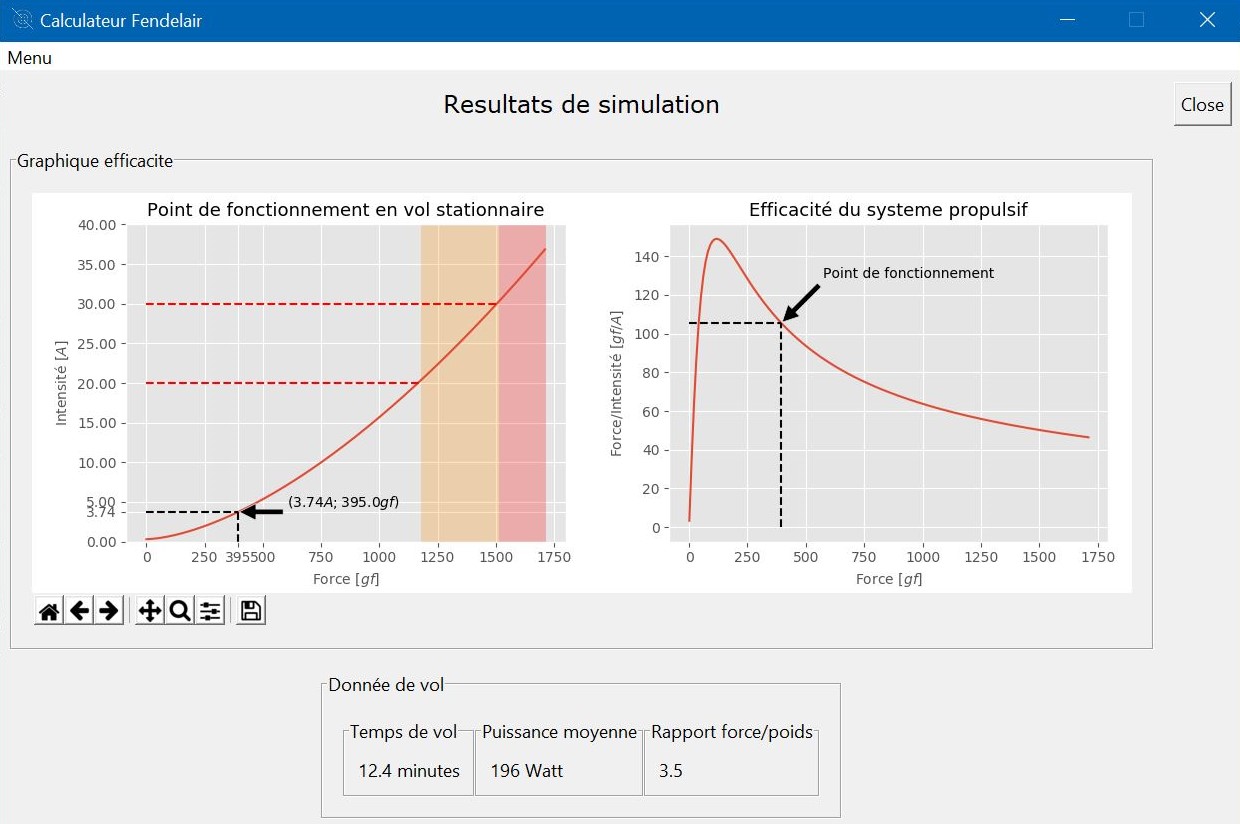 Calculateur Fendelair
Menu
Resultats de simulation
Close
Graphique efficacite
Point de fonctionnement en vol stationnaire
40.00
35.00
30.00
25.00
20.00
15.00
10.00
5.00
3.74
0.00
Intensité [A]
(3.74A; 395.0gf)
0 250 395 500 750 1000 1250 1500 1750
Force [gf]
Efficacité du systeme propulsif
140
120
100
80
60
40
20
0
Force/Intensité [gf/A]
Point de fonctionnement
0 250 500 750 1000 1250 1500 1750
Force [gf]
Donnée de vol
Temps de vol Puissance moyenne Rapport force/poids
12.4 minutes 196 Watt 3.5